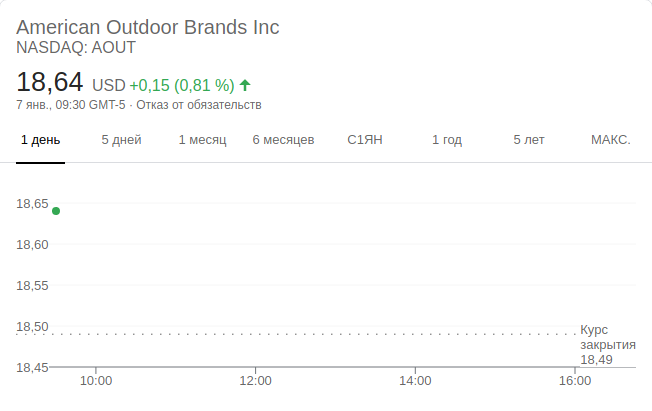 American Outdoor Brands Inc
NASDAQ: AOUT
18,64 USD +0,15 (0,81 %)
7 янв., 09:30 GMT-5 · Отказ от обязательств
1 день 5 дней 1 месяц 6 месяцев С1ЯН 1 год 5 лет МАКС.
18,65
18,60
18,55
18,50
18,45
Курс
закрытия
18,49
10:00 12:00 14:00 16:00